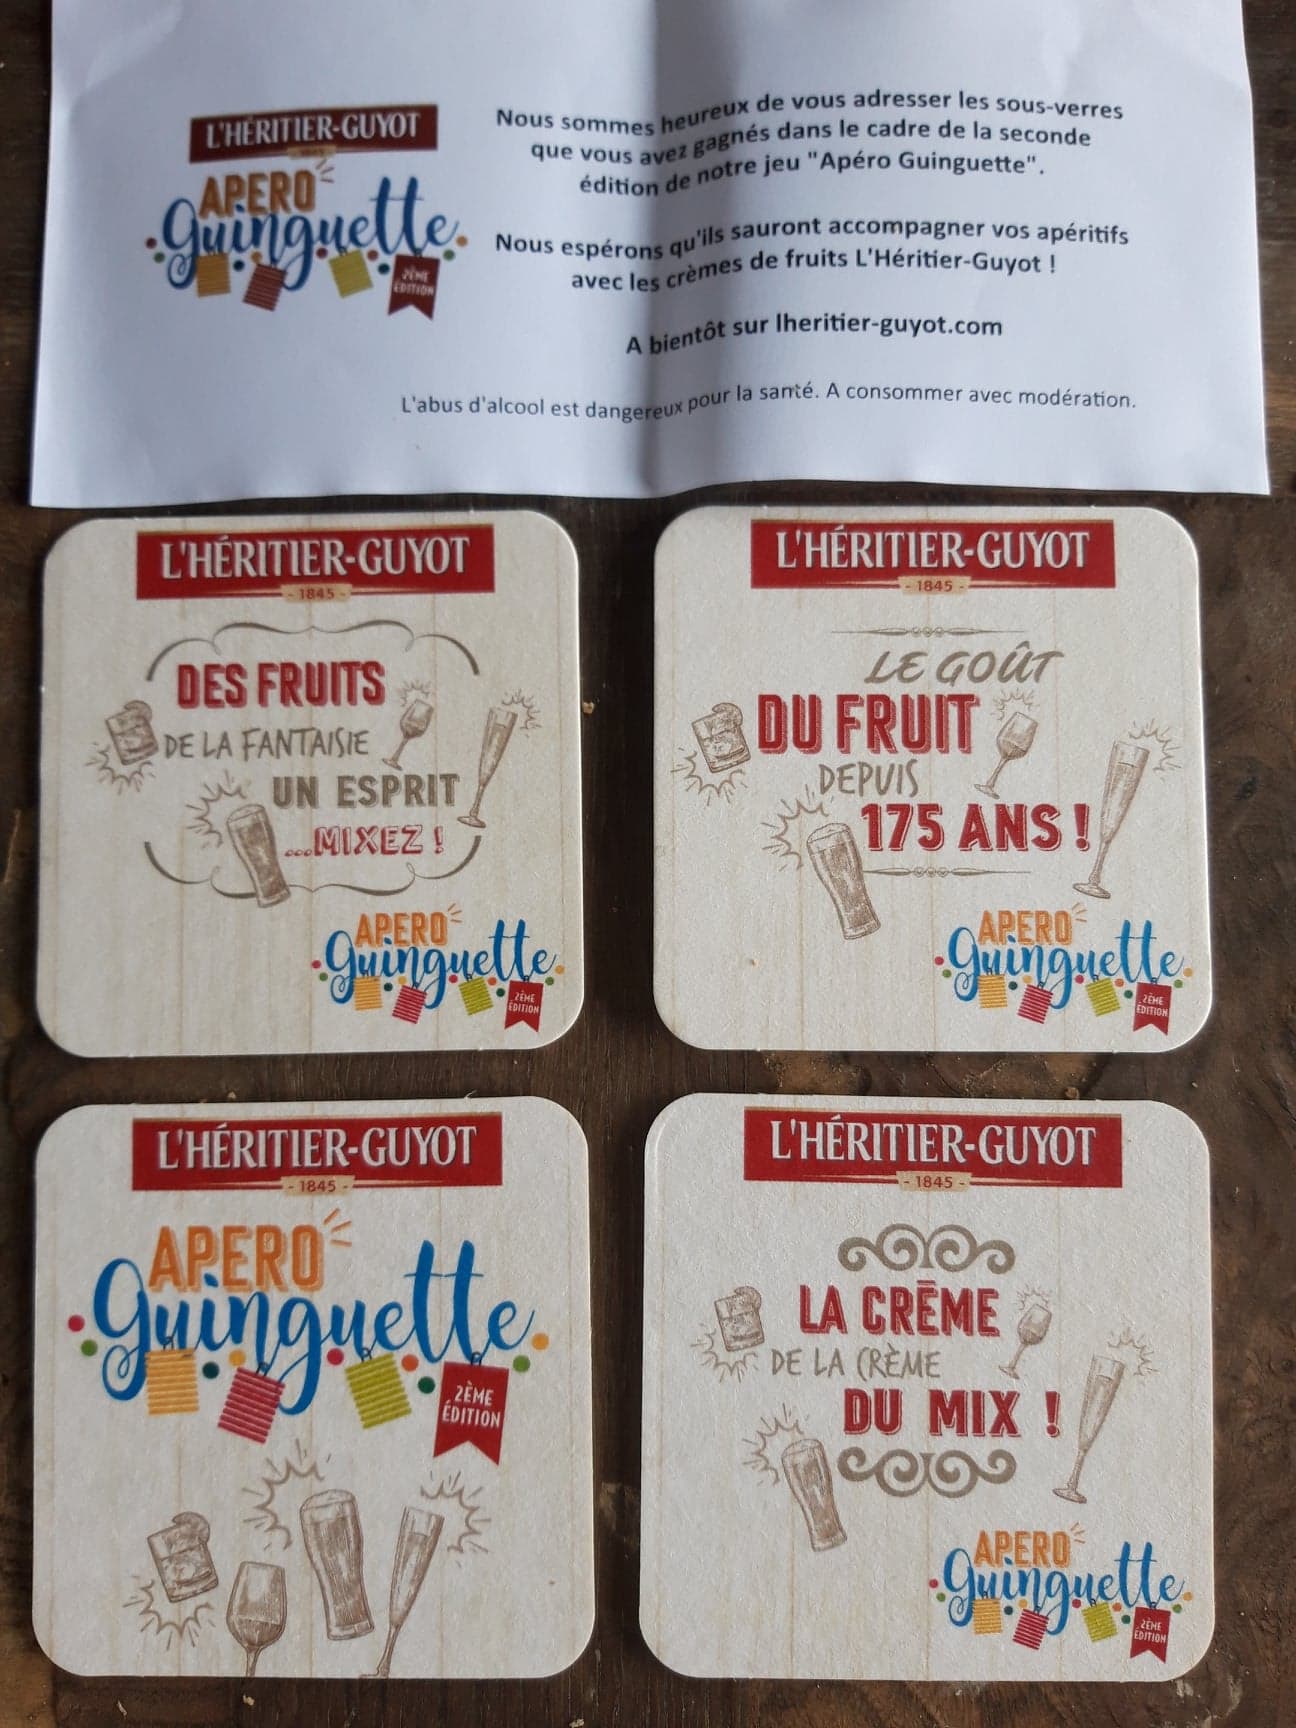 L'HÉRITIER-GUYOT
APERO
guinguette
2ÈME
ÉDITION
Nous sommes heureux de vous adresser les sous-verres
que vous avez gagnés dans le cadre de la seconde
édition de notre jeu "Apéro Guinguette".
Nous espérons qu'ils sauront accompagner vos apéritifs
avec les crèmes de fruits L'Héritier-Guyot !
A bientôt sur lheritier-guyot.com
L'abus d'alcool est dangereux pour la santé. A consommer avec modération.
L'HÉRITIER-GUYOT
- 1845 -
DES FRUITS
DE LA FANTAISIE
UN ESPRIT
...MIXEZ !
APERO
guinguette
2ÈME
ÉDITION
L'HÉRITIER-GUYOT
- 1845 -
LE GOÛT
DU FRUIT
DEPUIS
175 ANS !
APERO
guinguette
2ÈME
ÉDITION
L'HÉRITIER-GUYOT
- 1845 -
APERO
guinguette
2ÈME
ÉDITION
L'HÉRITIER-GUYOT
- 1845 -
LA CRÈME
DE LA CRÈME
DU MIX !
APERO
guinguette
2ÈME
ÉDITION